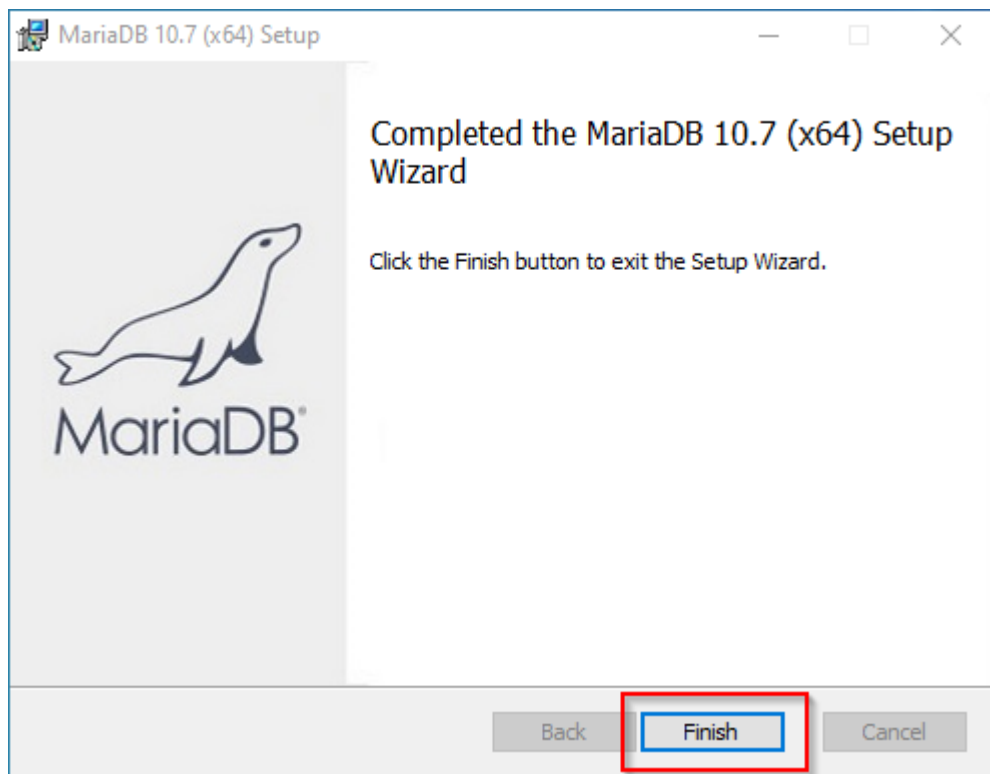 MariaDB 10.7 (x64) Setup
Completed the MariaDB 10.7 (x64) Setup
Wizard
Click the Finish button to exit the Setup Wizard.
MariaDB®
Back
Finish
Cancel